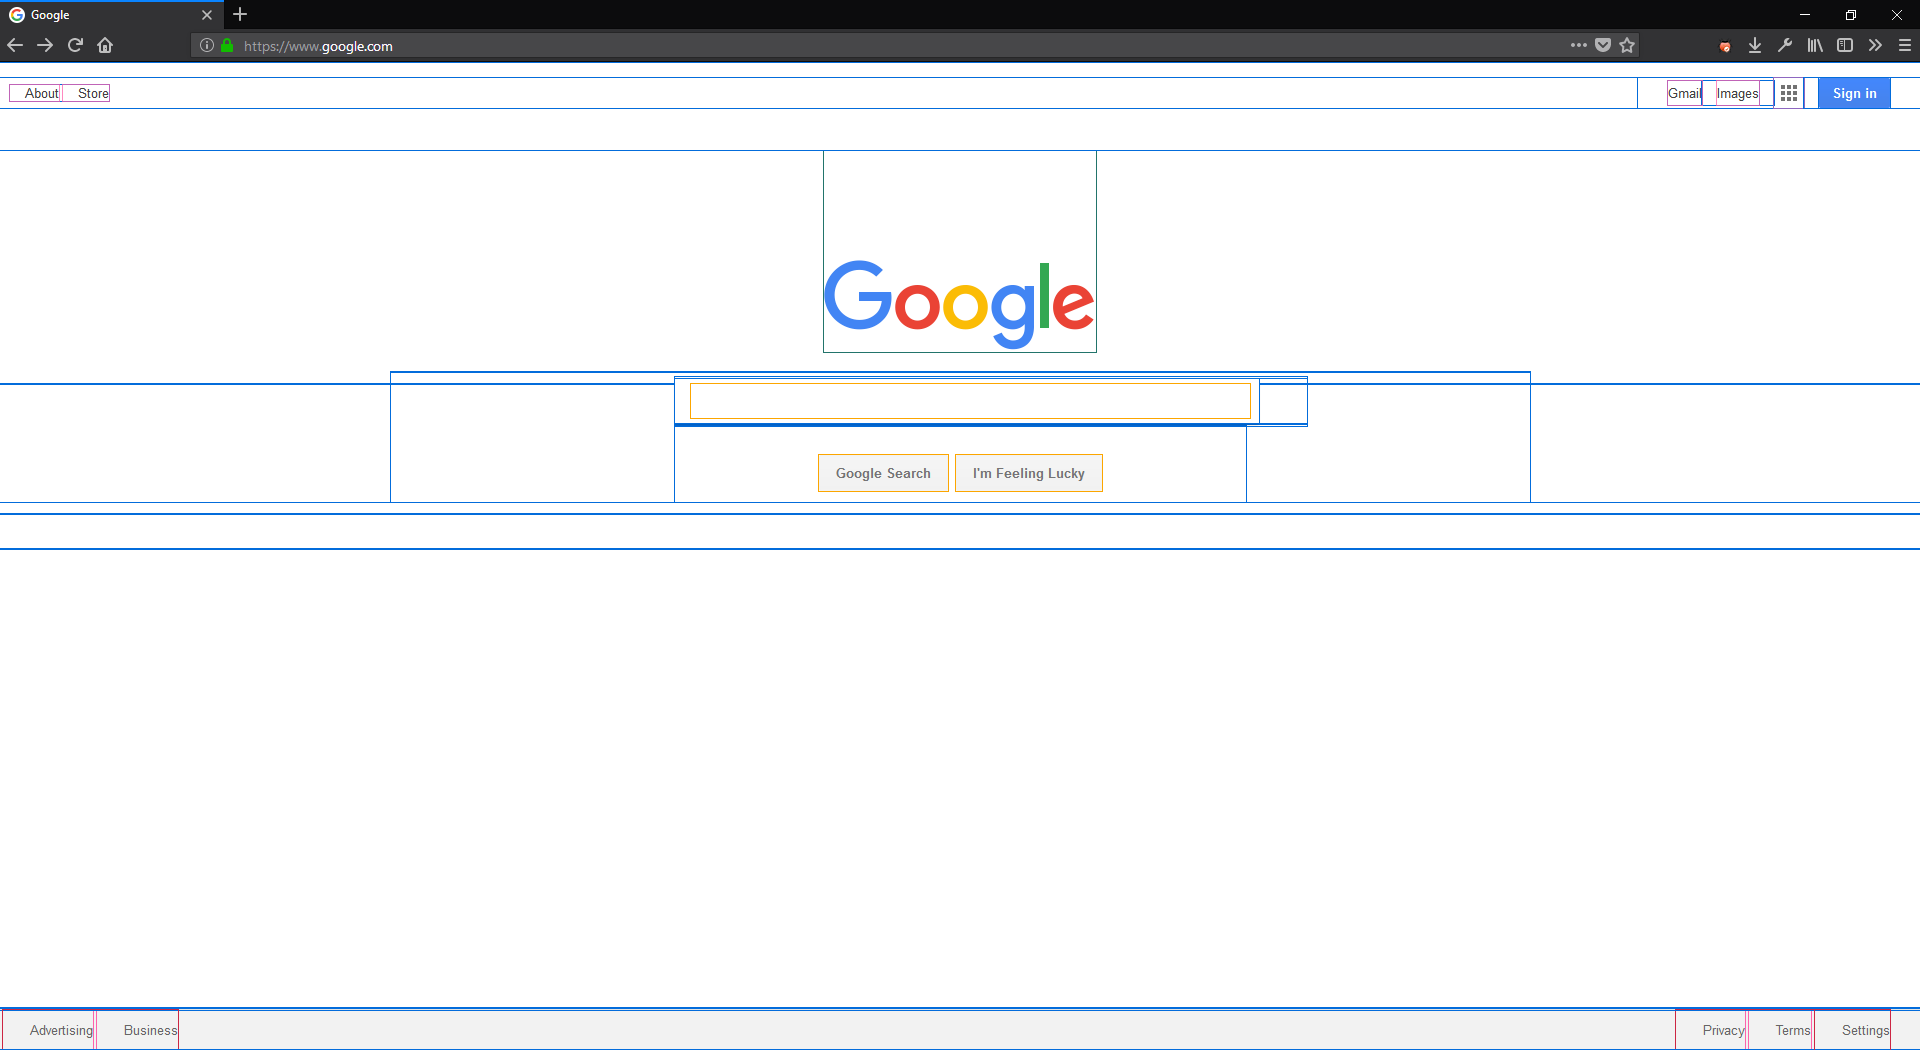 Google
https://www.google.com
About Store Gmail Images Sign in
Google
Google Search I'm Feeling Lucky
Advertising Business Privacy Terms Settings